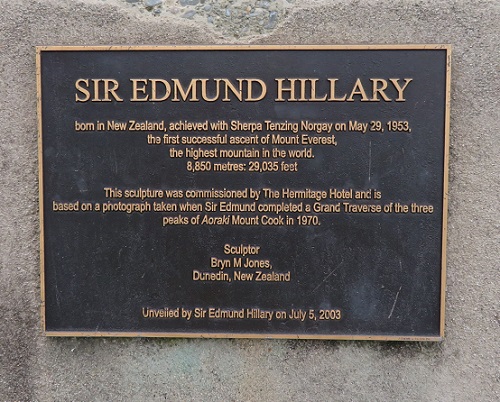 SIR EDMUND HILLARY
born in New Zealand, achieved with Sherpa Tenzing Norgay on May 29, 1953,
the first successful ascent of Mount Everest,
the highest mountain in the world.
8,850 metres: 29,035 feet
This sculpture was commissioned by The Hermitage Hotel and is
based on a photograph taken when Sir Edmund completed a Grand Traverse of the three
peaks of Aoraki Mount Cook in 1970.
Sculptor
Bryn M Jones,
Dunedin, New Zealand
Unveiled by Sir Edmund Hillary on July 5, 2003